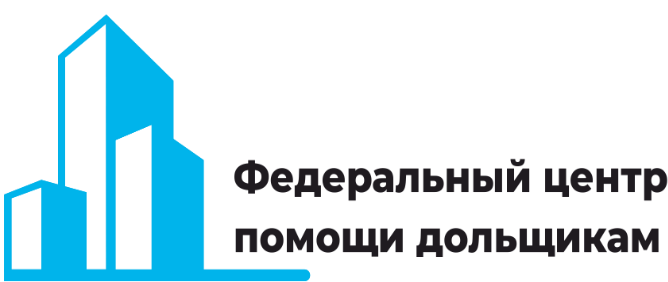 Федеральный центр
помощи дольщикам